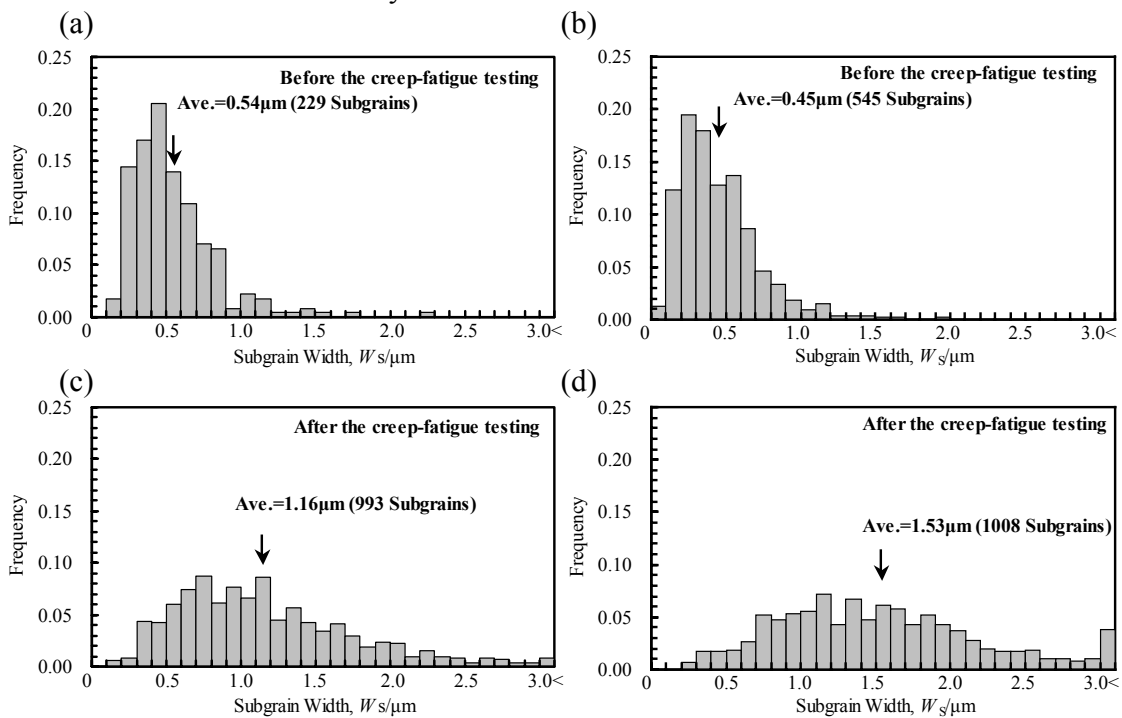 (a)
0.25
Before the creep-fatigue testing
Ave.=0.54μm (229 Subgrains)
0.20
0.15
0.10
0.05
0.00
Frequency
0 0.5 1.0 1.5 2.0 2.5 3.0<
Subgrain Width, Ws/μm
(b)
0.25
Before the creep-fatigue testing
Ave.=0.45μm (545 Subgrains)
0.20
0.15
0.10
0.05
0.00
Frequency
0 0.5 1.0 1.5 2.0 2.5 3.0<
Subgrain Width, Ws/μm
(c)
0.25
After the creep-fatigue testing
0.20
0.15
Ave.=1.16μm (993 Subgrains)
0.10
0.05
0.00
Frequency
0 0.5 1.0 1.5 2.0 2.5 3.0<
Subgrain Width, Ws/μm
(d)
0.25
After the creep-fatigue testing
0.20
0.15
Ave.=1.53μm (1008 Subgrains)
0.10
0.05
0.00
Frequency
0 0.5 1.0 1.5 2.0 2.5 3.0<
Subgrain Width, Ws/μm